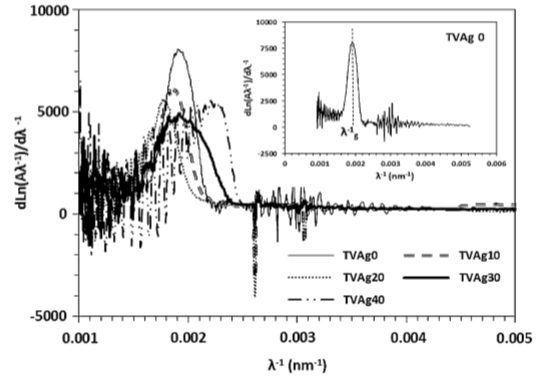 10000
5000
0
-5000
dLn(Aλ⁻¹)/dλ ⁻¹
0.001 0.002 0.003 0.004 0.005
λ⁻¹ (nm⁻¹)
TVAg0 TVAg10
TVAg20 TVAg30
TVAg40
TVAg 0
10000
7500
5000
2500
0
-2500
dLn(Aλ⁻¹)/dλ⁻¹
λ⁻¹g
0 0.001 0.002 0.003 0.004 0.005 0.006
λ⁻¹ (nm⁻¹)